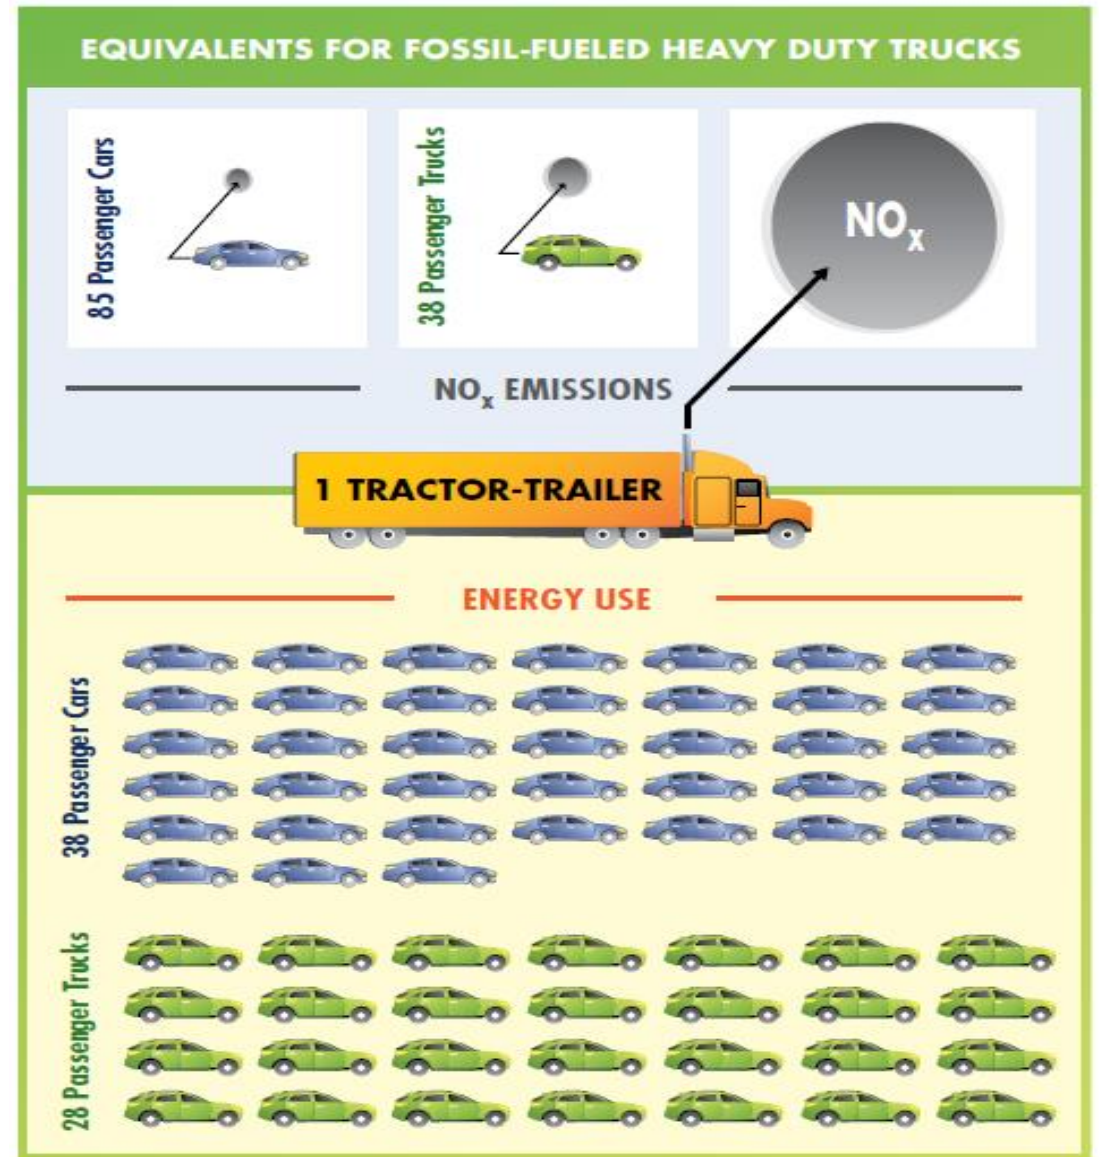 EQUIVALENTS FOR FOSSIL-FUELED HEAVY DUTY TRUCKS
85 Passenger Cars
38 Passenger Trucks
NOx
NOx EMISSIONS
1 TRACTOR-TRAILER
ENERGY USE
38 Passenger Cars
28 Passenger Trucks